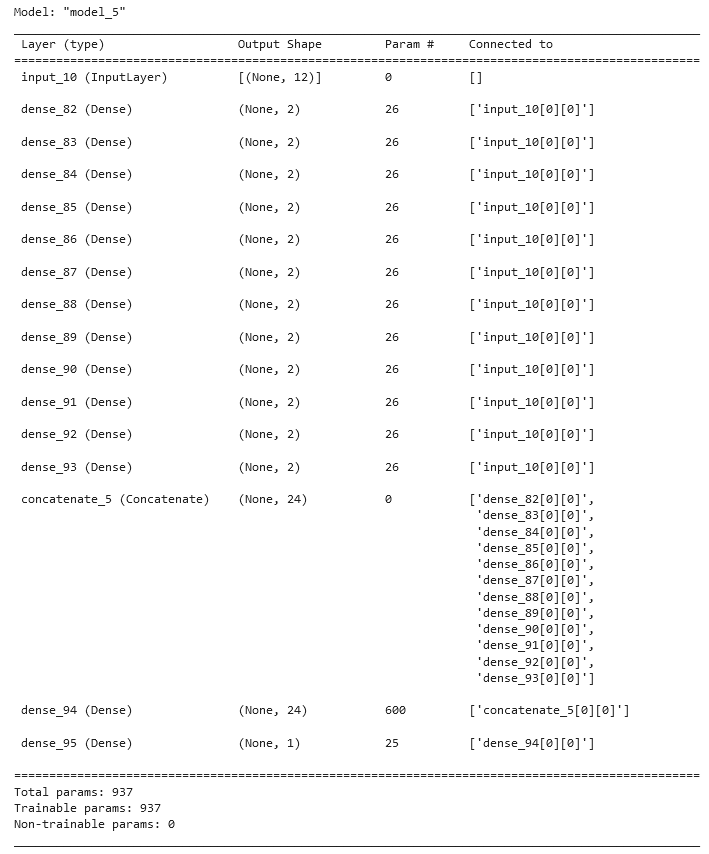 Model: "model_5"
Layer (type) Output Shape Param # Connected to
==================================================================================================
input_10 (InputLayer) [(None, 12)] 0 []
dense_82 (Dense) (None, 2) 26 ['input_10[0][0]']
dense_83 (Dense) (None, 2) 26 ['input_10[0][0]']
dense_84 (Dense) (None, 2) 26 ['input_10[0][0]']
dense_85 (Dense) (None, 2) 26 ['input_10[0][0]']
dense_86 (Dense) (None, 2) 26 ['input_10[0][0]']
dense_87 (Dense) (None, 2) 26 ['input_10[0][0]']
dense_88 (Dense) (None, 2) 26 ['input_10[0][0]']
dense_89 (Dense) (None, 2) 26 ['input_10[0][0]']
dense_90 (Dense) (None, 2) 26 ['input_10[0][0]']
dense_91 (Dense) (None, 2) 26 ['input_10[0][0]']
dense_92 (Dense) (None, 2) 26 ['input_10[0][0]']
dense_93 (Dense) (None, 2) 26 ['input_10[0][0]']
concatenate_5 (Concatenate) (None, 24) 0 ['dense_82[0][0]',
'dense_83[0][0]',
'dense_84[0][0]',
'dense_85[0][0]',
'dense_86[0][0]',
'dense_87[0][0]',
'dense_88[0][0]',
'dense_89[0][0]',
'dense_90[0][0]',
'dense_91[0][0]',
'dense_92[0][0]',
'dense_93[0][0]']
dense_94 (Dense) (None, 24) 600 ['concatenate_5[0][0]']
dense_95 (Dense) (None, 1) 25 ['dense_94[0][0]']
==================================================================================================
Total params: 937
Trainable params: 937
Non-trainable params: 0